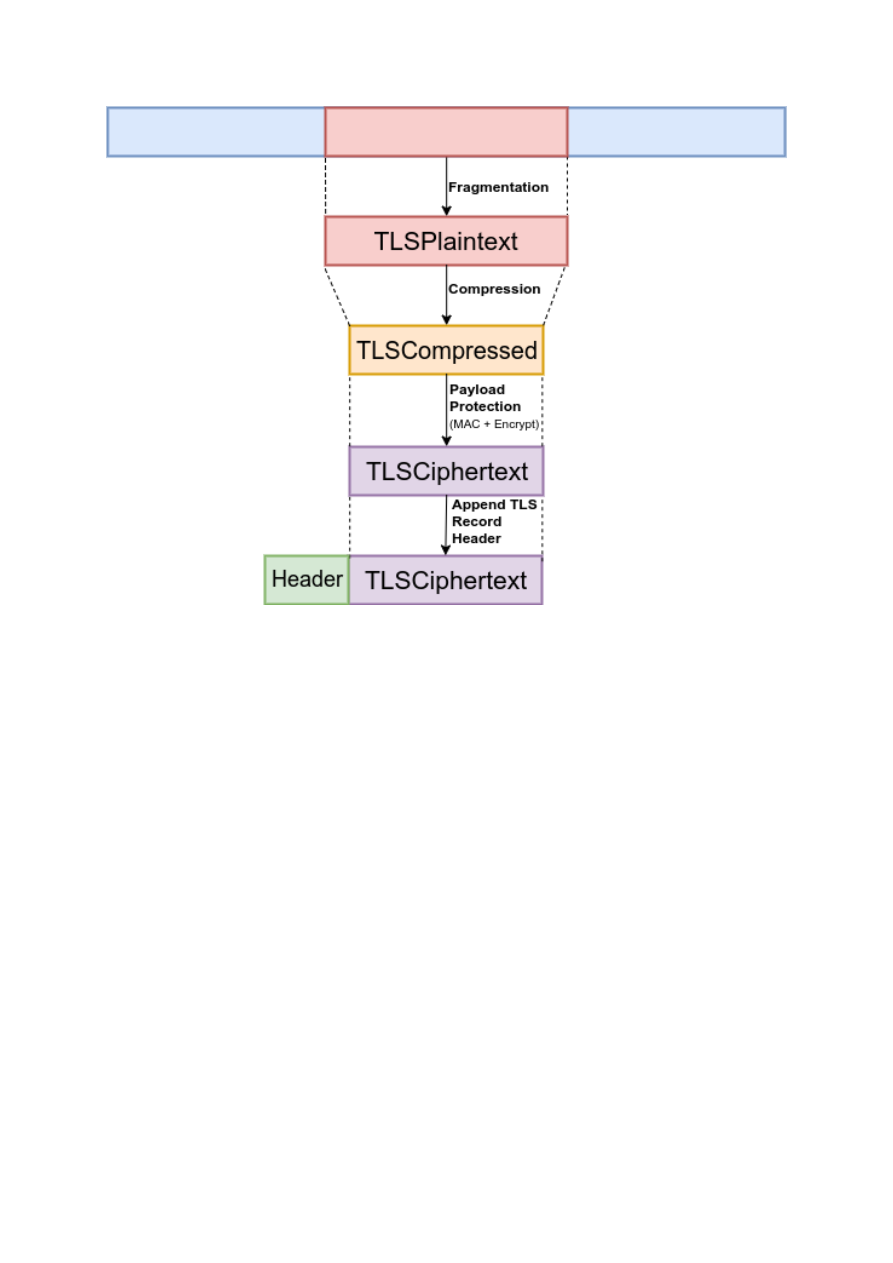 Fragmentation
TLSPlaintext
Compression
TLSCompressed
Payload
Protection
(MAC + Encrypt)
TLSCiphertext
Append TLS
Record
Header
Header
TLSCiphertext